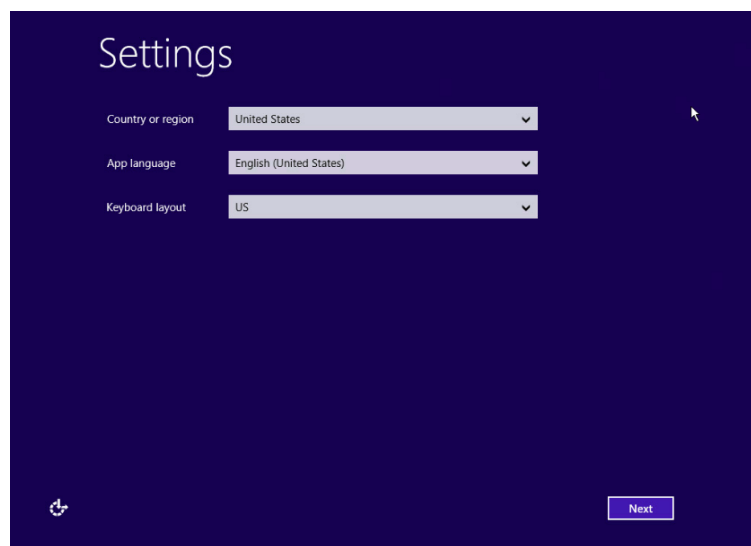 Settings
Country or region United States
App language English (United States)
Keyboard layout US
Next